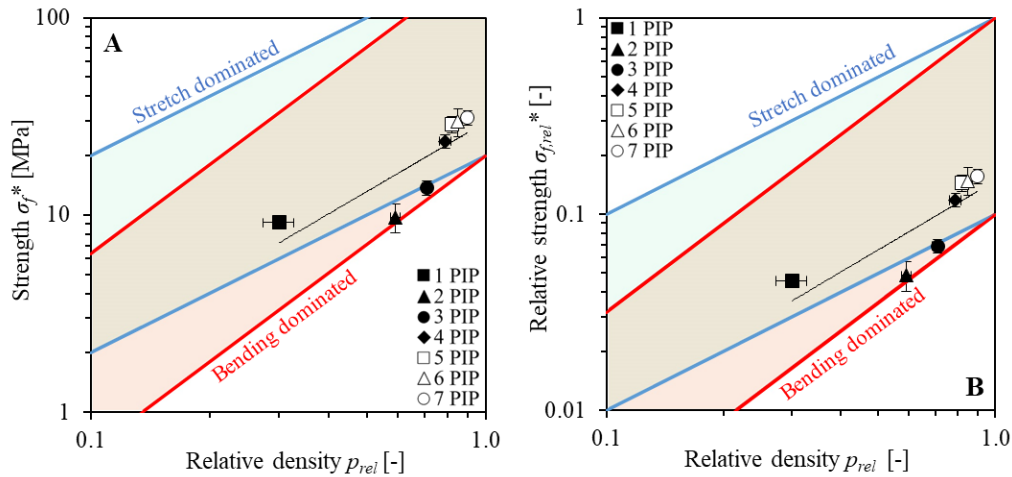 A
100
10
1
Strength σf* [MPa]
Stretch dominated
Bending dominated
1 PIP
2 PIP
3 PIP
4 PIP
5 PIP
6 PIP
7 PIP
0.1
1.0
Relative density prel [-]
1
0.1
0.01
Relative strength σf,rel* [-]
1 PIP
2 PIP
3 PIP
4 PIP
5 PIP
6 PIP
7 PIP
Stretch dominated
Bending dominated
B
0.1
1.0
Relative density prel [-]